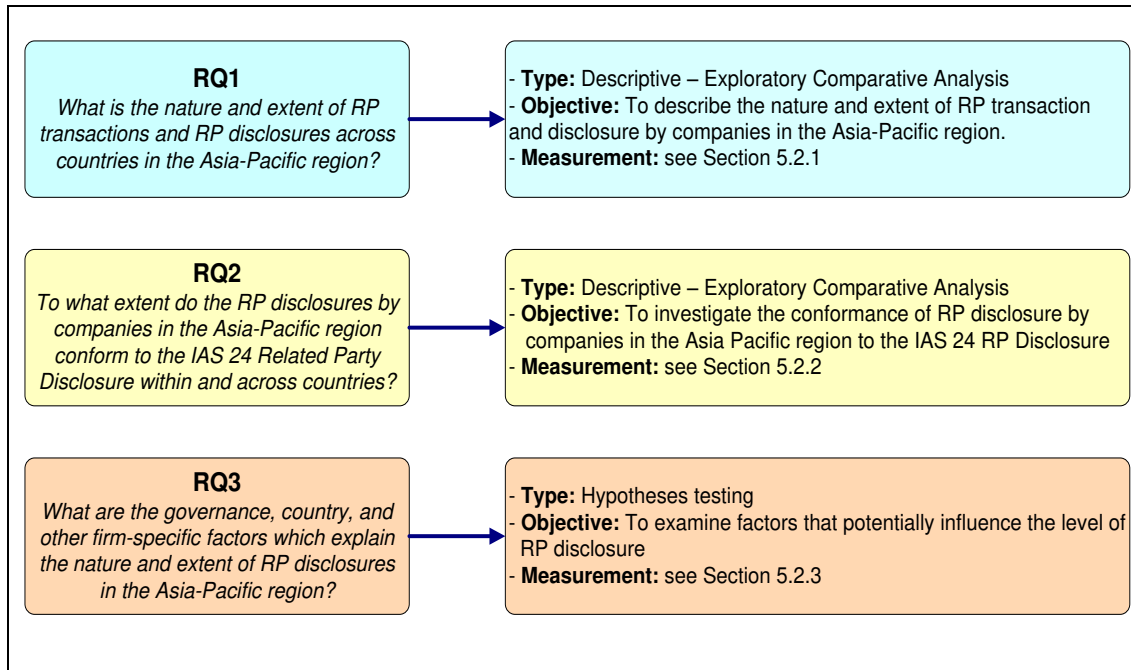 RQ1
What is the nature and extent of RP
transactions and RP disclosures across
countries in the Asia-Pacific region?
- Type: Descriptive – Exploratory Comparative Analysis
- Objective: To describe the nature and extent of RP transaction
and disclosure by companies in the Asia-Pacific region.
- Measurement: see Section 5.2.1
RQ2
To what extent do the RP disclosures by
companies in the Asia-Pacific region
conform to the IAS 24 Related Party
Disclosure within and across countries?
- Type: Descriptive – Exploratory Comparative Analysis
- Objective: To investigate the conformance of RP disclosure by
companies in the Asia Pacific region to the IAS 24 RP Disclosure
- Measurement: see Section 5.2.2
RQ3
What are the governance, country, and
other firm-specific factors which explain
the nature and extent of RP disclosures
in the Asia-Pacific region?
- Type: Hypotheses testing
- Objective: To examine factors that potentially influence the level of
RP disclosure
- Measurement: see Section 5.2.3